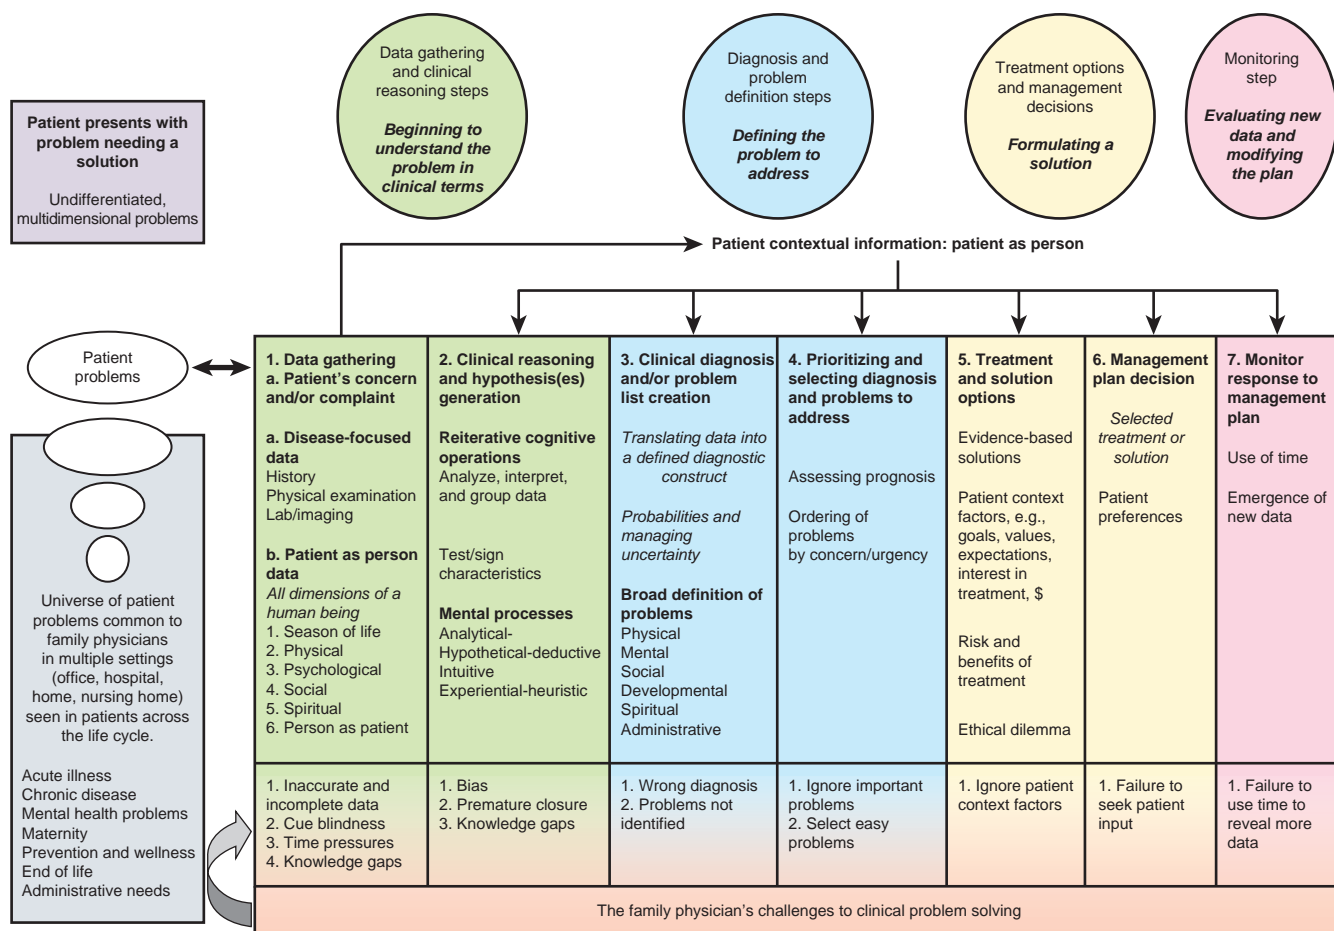 Patient presents with
problem needing a
solution
Undifferentiated,
multidimensional problems
Data gathering
and clinical
reasoning steps
Beginning to
understand the
problem in
clinical terms
Diagnosis and
problem
definition steps
Defining the
problem to
address
Treatment options
and management
decisions
Formulating a
solution
Monitoring
step
Evaluating new
data and
modifying
the plan
Patient contextual information: patient as person
Patient
problems
Universe of patient
problems common to
family physicians
in multiple settings
(office, hospital,
home, nursing home)
seen in patients across
the life cycle.
Acute illness
Chronic disease
Mental health problems
Maternity
Prevention and wellness
End of life
Administrative needs
1. Data gathering
a. Patient's concern
and/or complaint
a. Disease-focused
data
History
Physical examination
Lab/imaging
b. Patient as person
data
All dimensions of a
human being
1. Season of life
2. Physical
3. Psychological
4. Social
5. Spiritual
6. Person as patient
2. Clinical reasoning
and hypothesis(es)
generation
Reiterative cognitive
operations
Analyze, interpret,
and group data
Test/sign
characteristics
Mental processes
Analytical-
Hypothetical-deductive
Intuitive
Experiential-heuristic
3. Clinical diagnosis
and/or problem
list creation
Translating data into
a defined diagnostic
construct
Probabilities and
managing
uncertainty
Broad definition of
problems
Physical
Mental
Social
Developmental
Spiritual
Administrative
4. Prioritizing and
selecting diagnosis
and problems to
address
Assessing prognosis
Ordering of
problems
by concern/urgency
5. Treatment
and solution
options
Evidence-based
solutions
Patient context
factors, e.g.,
goals, values,
expectations,
interest in
treatment, $
Risk and
benefits of
treatment
Ethical dilemma
6. Management
plan decision
Selected
treatment or
solution
Patient
preferences
7. Monitor
response to
management
plan
Use of time
Emergence of
new data
1. Inaccurate and
incomplete data
2. Cue blindness
3. Time pressures
4. Knowledge gaps
1. Bias
2. Premature closure
3. Knowledge gaps
1. Wrong diagnosis
2. Problems not
identified
1. Ignore important
problems
2. Select easy
problems
1. Ignore patient
context factors
1. Failure to
seek patient
input
1. Failure to
use time to
reveal more
data
The family physician's challenges to clinical problem solving